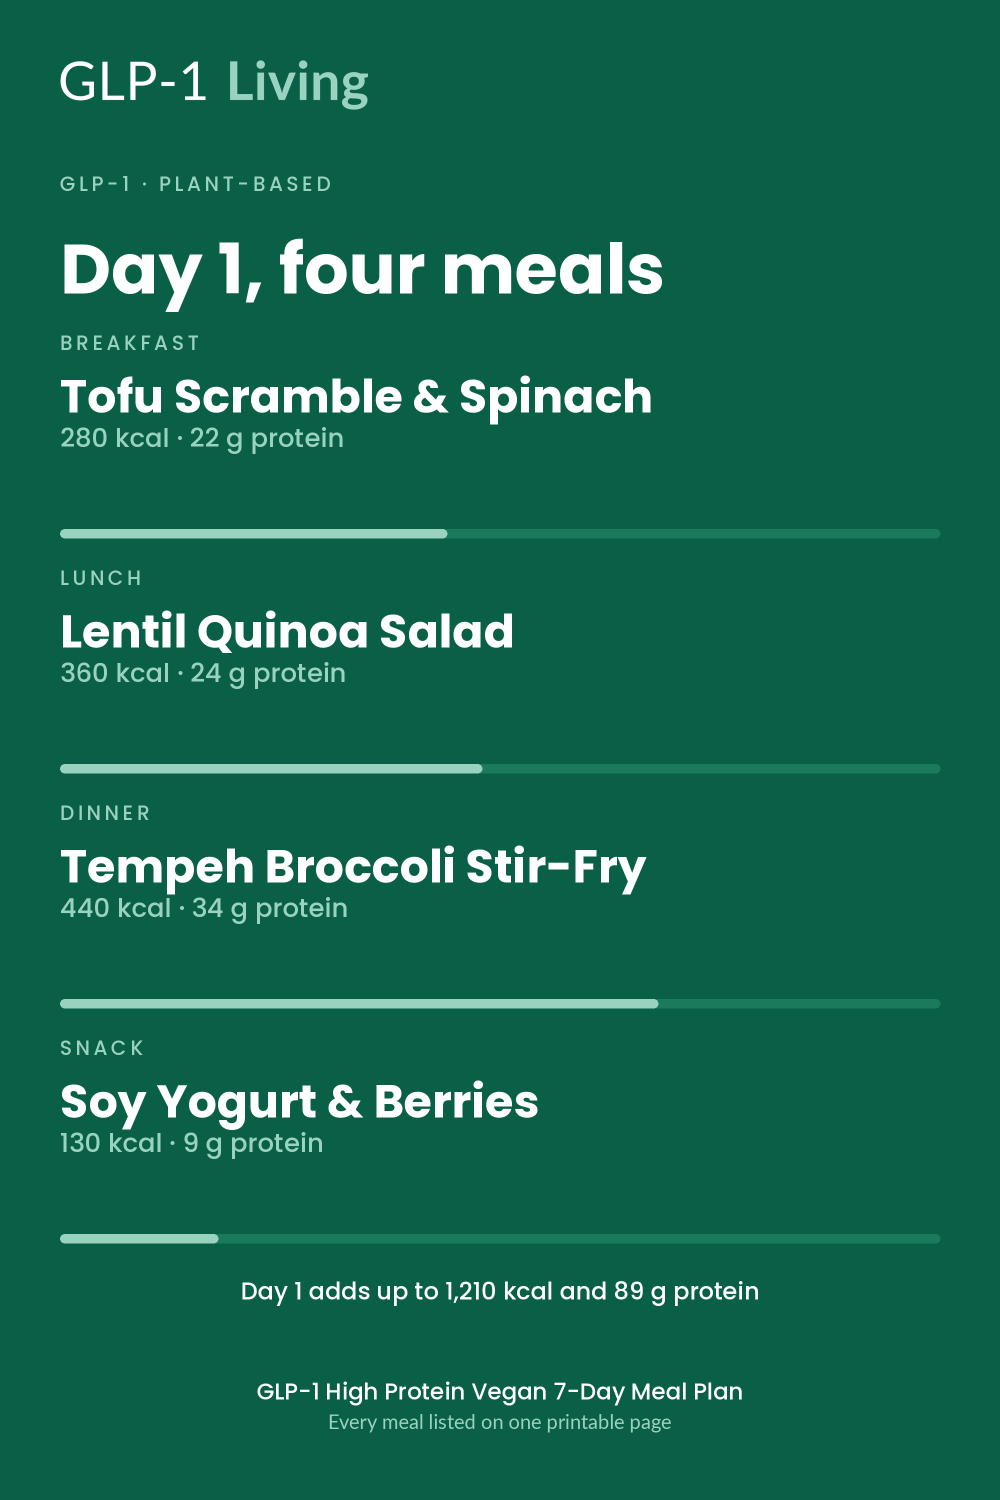 GLP-1 Living
GLP-1 · PLANT-BASED
Day 1, four meals
BREAKFAST
Tofu Scramble & Spinach
280 kcal · 22 g protein
LUNCH
Lentil Quinoa Salad
360 kcal · 24 g protein
DINNER
Tempeh Broccoli Stir-Fry
440 kcal · 34 g protein
SNACK
Soy Yogurt & Berries
130 kcal · 9 g protein
Day 1 adds up to 1,210 kcal and 89 g protein
GLP-1 High Protein Vegan 7-Day Meal Plan
Every meal listed on one printable page